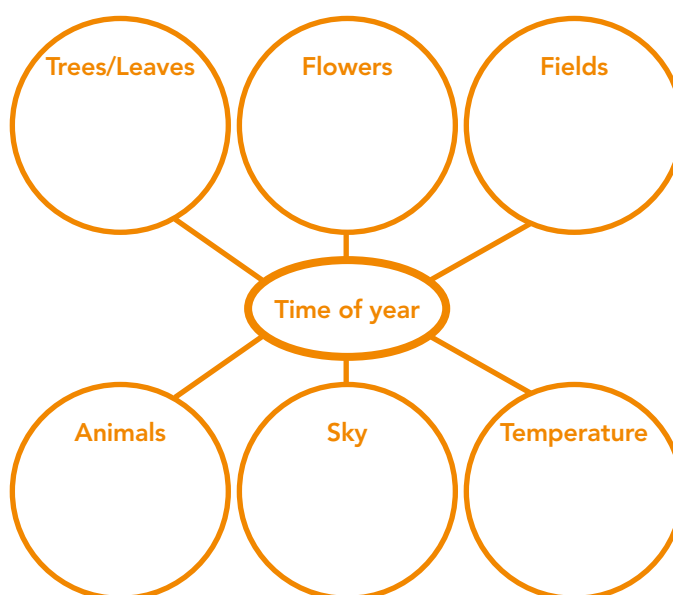 Trees/Leaves
Flowers
Fields
Time of year
Animals
Sky
Temperature